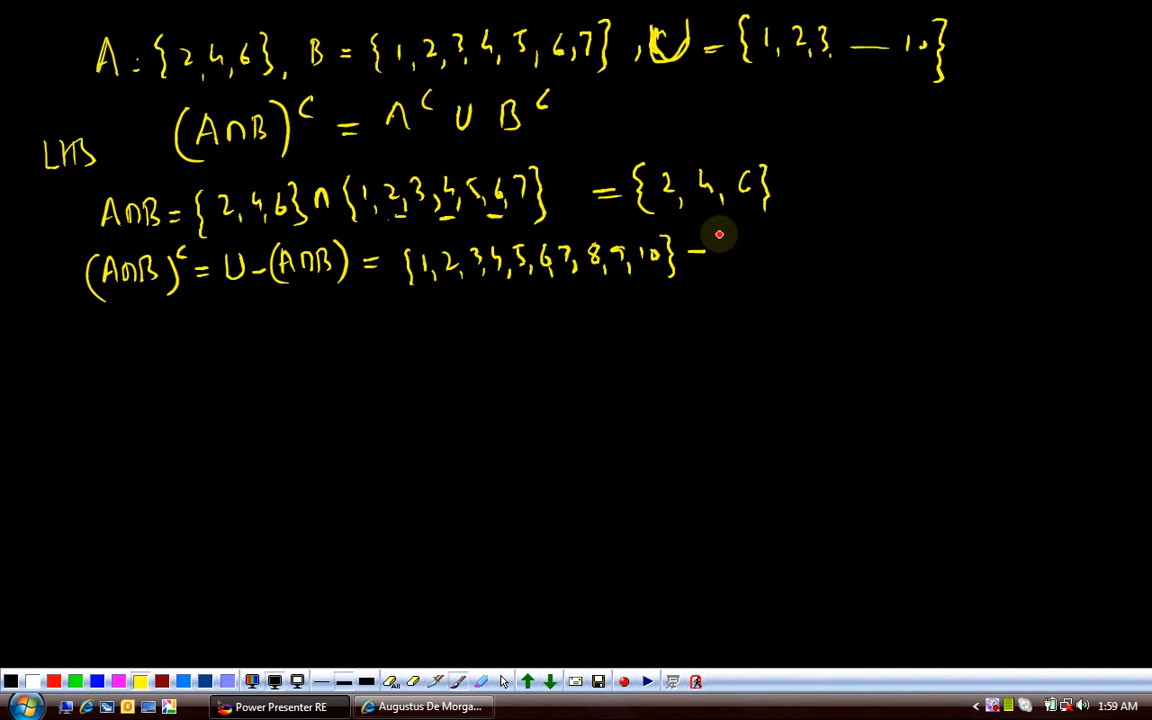 A = {2,4,6}, B = {1,2,3,4,5,6,7}, U = {1,2,3 — 10}
(A∩B)ᶜ = Aᶜ ∪ Bᶜ
LHS
A∩B = {2,4,6} ∩ {1,2,3,4,5,6,7} = {2,4,6}
(A∩B)ᶜ = U-(A∩B) = {1,2,3,4,5,6,7,8,9,10} -
Power Presenter RE
Augustus De Morga...
1:59 AM